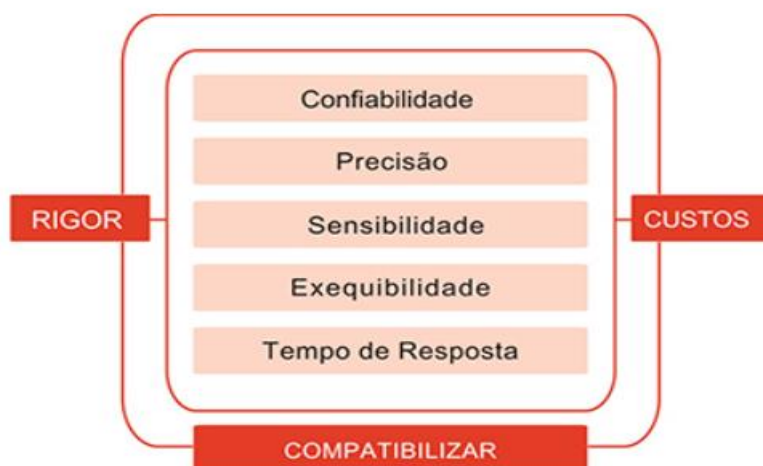 Confiabilidade
Precisão
RIGOR
CUSTOS
Sensibilidade
Exequibilidade
Tempo de Resposta
COMPATIBILIZAR